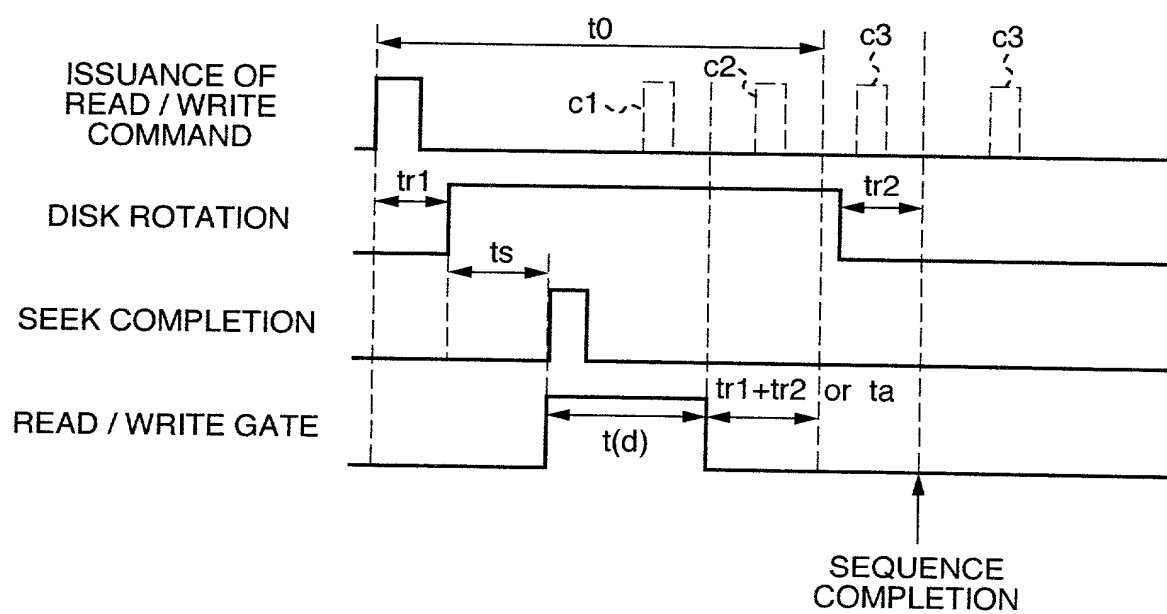 t0
c3
c3
c2
c1
ISSUANCE OF
READ / WRITE
COMMAND
tr1
tr2
DISK ROTATION
ts
SEEK COMPLETION
tr1+tr2 or ta
READ / WRITE GATE
t(d)
SEQUENCE
COMPLETION